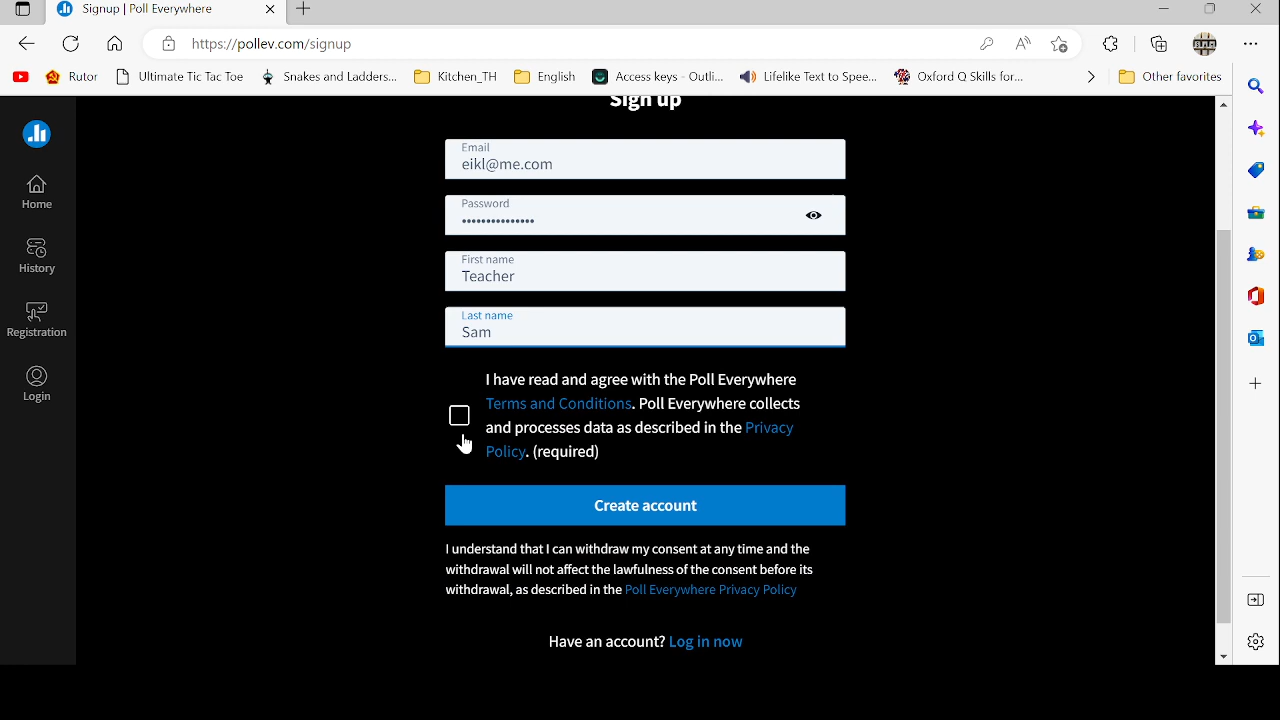 Signup | Poll Everywhere
https://pollev.com/signup
Rutor
Ultimate Tic Tac Toe
Snakes and Ladders...
Kitchen_TH
English
Access keys - Outli...
Lifelike Text to Spee...
Oxford Q Skills for...
Other favorites
Sign up
Home
History
Registration
Login
Email
eikl@me.com
Password
•••••••••••••••
First name
Teacher
Last name
Sam
I have read and agree with the Poll Everywhere
Terms and Conditions. Poll Everywhere collects
and processes data as described in the Privacy
Policy. (required)
Create account
I understand that I can withdraw my consent at any time and the
withdrawal will not affect the lawfulness of the consent before its
withdrawal, as described in the Poll Everywhere Privacy Policy
Have an account? Log in now